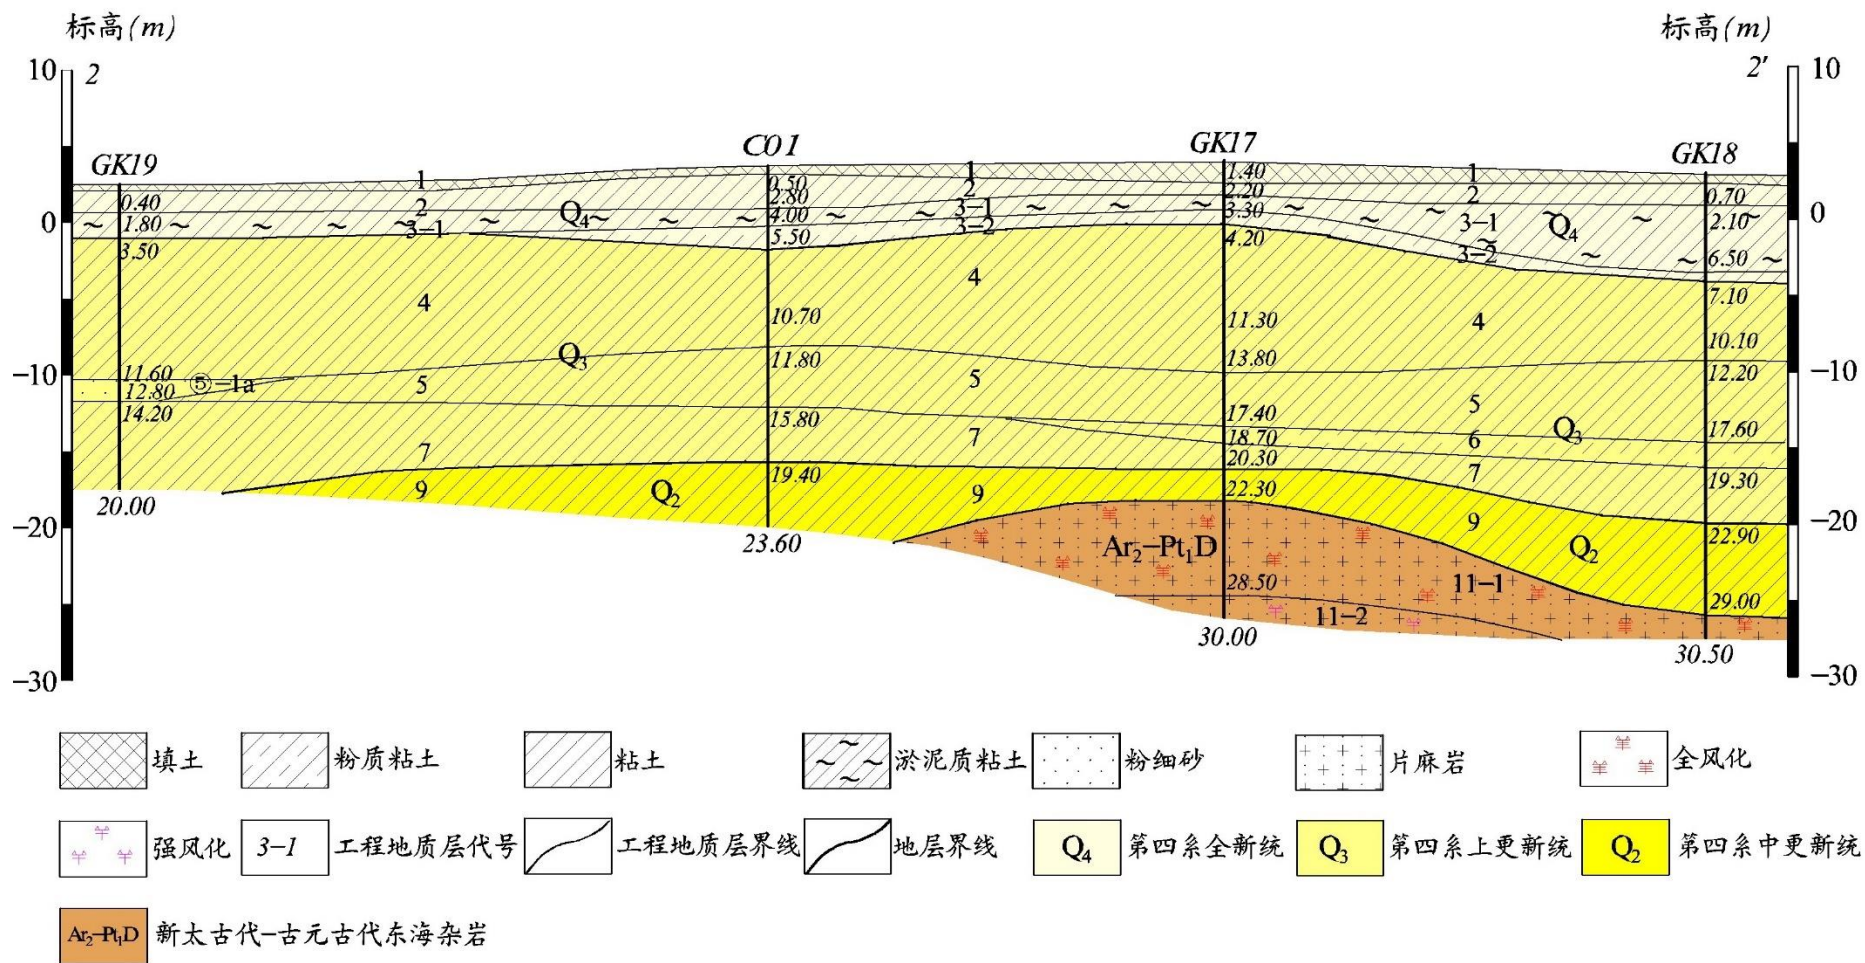 标高(m)
标高(m)
10
2
2′
10
GK19
CO1
GK17
GK18
1
1
1
0.40
0.50
1.40
0.70
2
2
2
1.80
2.80
2.20
2.10
0
Q₄
Q₄
0
3-1
3-1
3-1
3.50
4.00
3.30
6.50
3-2
3-2
5.50
4.20
7.10
4
4
4
10.70
11.30
10.10
Q₃
11.80
13.80
12.20
-10
-10
11.60
⑤-1a
5
5
5
12.80
14.20
15.80
17.40
17.60
6
Q₃
18.70
7
7
7
19.40
20.30
19.30
9
9
9
Q₂
Q₂
22.30
22.90
20.00
-20
-20
23.60
Ar₂-Pt₁D
28.50
11-1
29.00
11-2
30.00
30.50
-30
-30
填土
粉质粘土
粘土
淤泥质粘土
粉细砂
片麻岩
全风化
强风化
3-1
工程地质层代号
工程地质层界线
地层界线
Q₄
第四系全新统
Q₃
第四系上更新统
Q₂
第四系中更新统
Ar₂-Pt₁D
新太古代-古元古代东海杂岩